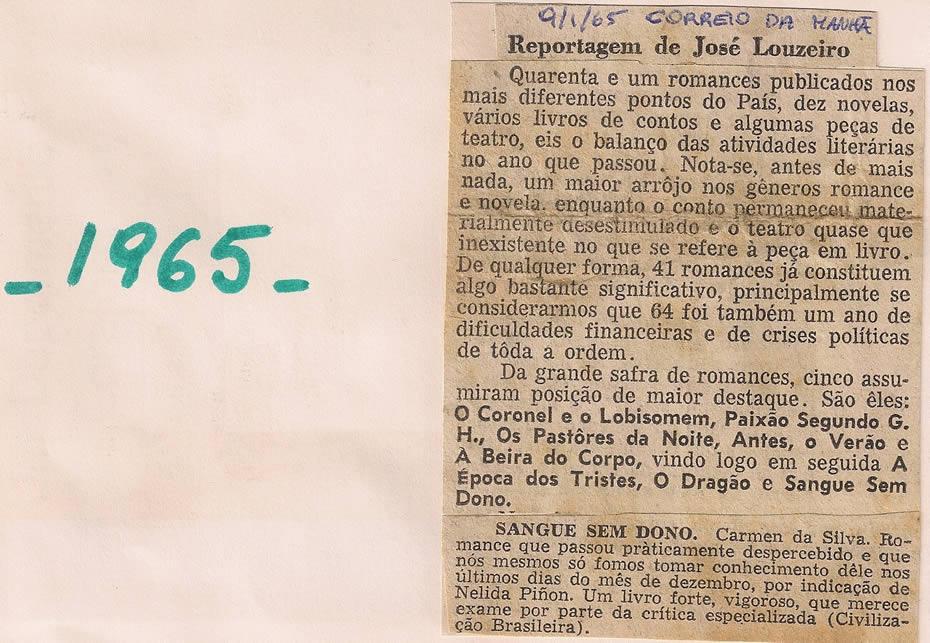 _ 1965 _
9/1/65 CORREIO DA MANHÃ
Reportagem de José Louzeiro
Quarenta e um romances publicados nos
mais diferentes pontos do País, dez novelas,
vários livros de contos e algumas peças de
teatro, eis o balanço das atividades literárias
no ano que passou. Nota-se, antes de mais
nada, um maior arrôjo nos gêneros romance
e novela. enquanto o conto permaneceu mate-
rialmente desestimulado e o teatro quase que
inexistente no que se refere à peça em livro.
De qualquer forma, 41 romances já constituem
algo bastante significativo, principalmente se
considerarmos que 64 foi também um ano de
dificuldades financeiras e de crises políticas
de tôda a ordem.
Da grande safra de romances, cinco assu-
miram posição de maior destaque. São êles:
O Coronel e o Lobisomem, Paixão Segundo G.
H., Os Pastôres da Noite, Antes, o Verão e
À Beira do Corpo, vindo logo em seguida A
Época dos Tristes, O Dragão e Sangue Sem
Dono.
SANGUE SEM DONO. Carmen da Silva. Ro-
mance que passou pràticamente despercebido e que
nós mesmos só fomos tomar conhecimento dêle nos
últimos dias do mês de dezembro, por indicação de
Nelida Piñon. Um livro forte, vigoroso, que merece
exame por parte da crítica especializada (Civiliza-
ção Brasileira).